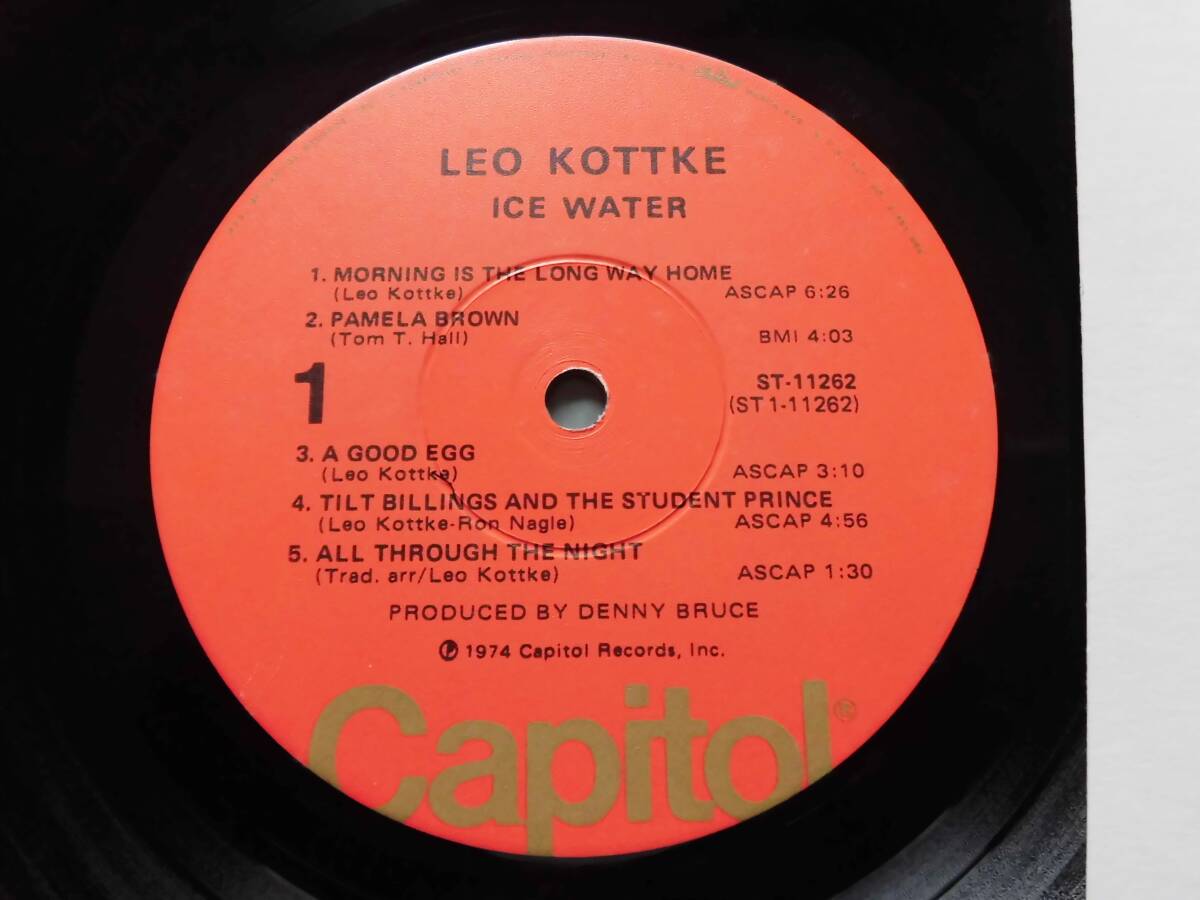 LEO KOTTKE
ICE WATER
1. MORNING IS THE LONG WAY HOME
(Leo Kottke) ASCAP 6:26
2. PAMELA BROWN
(Tom T. Hall) BMI 4:03
1
ST-11262
(ST 1-11262)
3. A GOOD EGG
(Leo Kottke) ASCAP 3:10
4. TILT BILLINGS AND THE STUDENT PRINCE
(Leo Kottke-Ron Nagle) ASCAP 4:56
5. ALL THROUGH THE NIGHT
(Trad. arr/Leo Kottke) ASCAP 1:30
PRODUCED BY DENNY BRUCE
℗ 1974 Capitol Records, Inc.
Capitol®